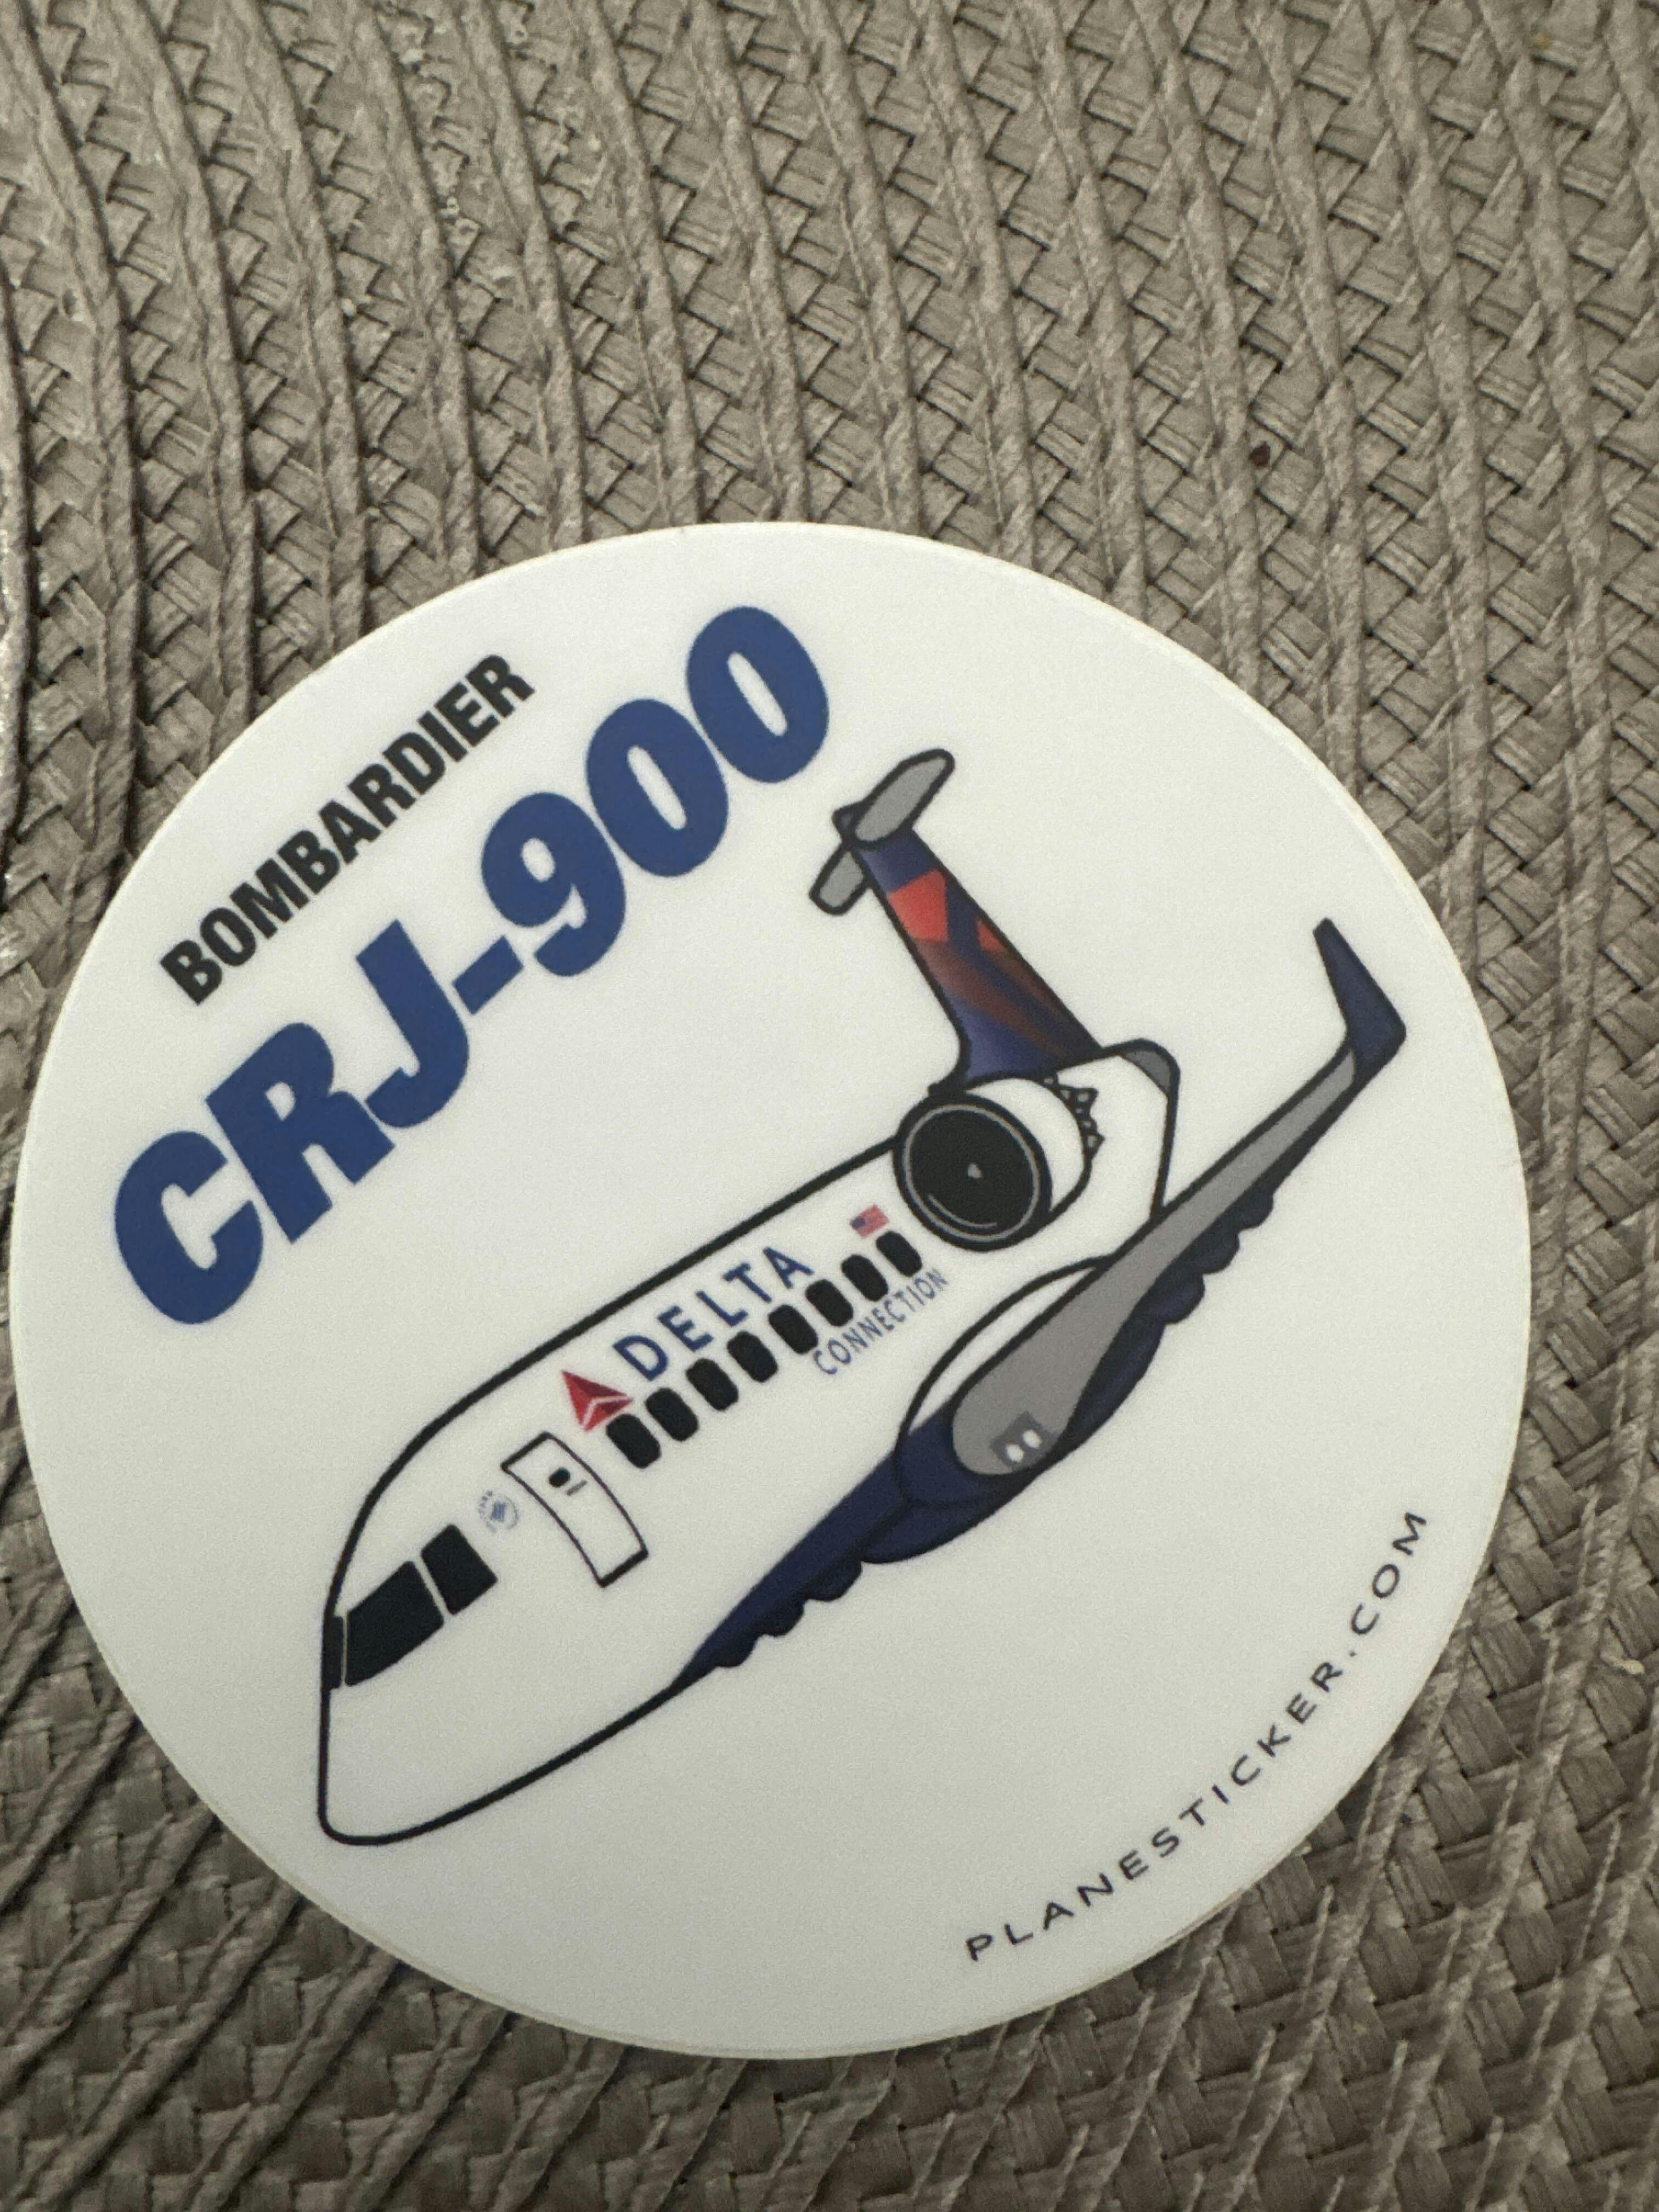 BOMBARDIER
CRJ-900
DELTA
CONNECTION
PLANESTICKER.COM